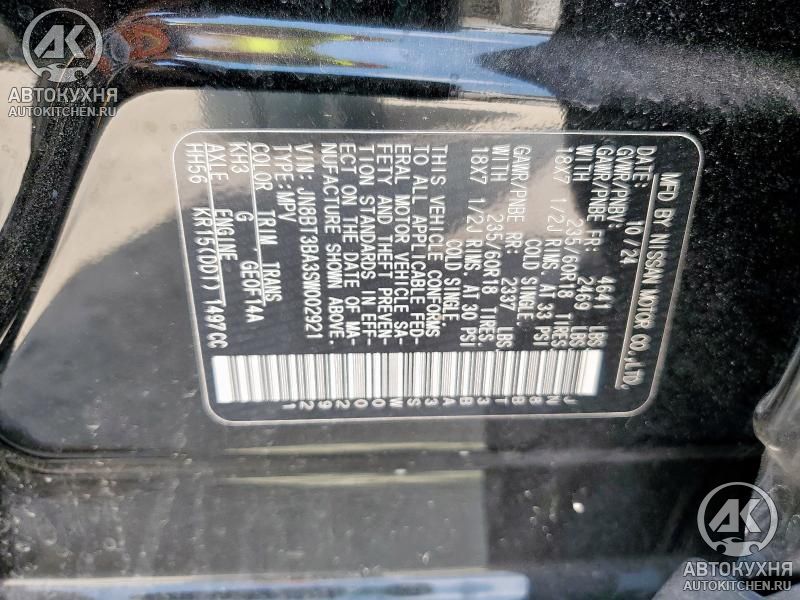 АК
АВТОКУХНЯ
AUTOKITCHEN.RU
MFD BY NISSAN MOTOR CO.,LTD.
DATE: 10/24
GVWR/PNBV: 4641 LBS
GAWR/PNBE FR: 2469 LBS
WITH 235/60R18 TIRES.
18X7 1/2J RIMS. AT 33 PSI
COLD SINGLE.
GAWR/PNBE RR: 2337 LBS
WITH 235/60R18 TIRES.
18X7 1/2J RIMS. AT 30 PSI
COLD SINGLE.
THIS VEHICLE CONFORMS
TO ALL APPLICABLE FED-
ERAL MOTOR VEHICLE SA-
FETY AND THEFT PREVEN-
TION STANDARDS IN EFF-
ECT ON THE DATE OF MA-
NUFACTURE SHOWN ABOVE.
VIN: JN8BT3BA3SW002921
TYPE: MPV
COLOR TRIM TRANS
KH3 G GE0F14A
AXLE ENGINE
HH56 KR15(DDT) 1497CC
JN8BT3BA3SW002921
АК
АВТОКУХНЯ
AUTOKITCHEN.RU